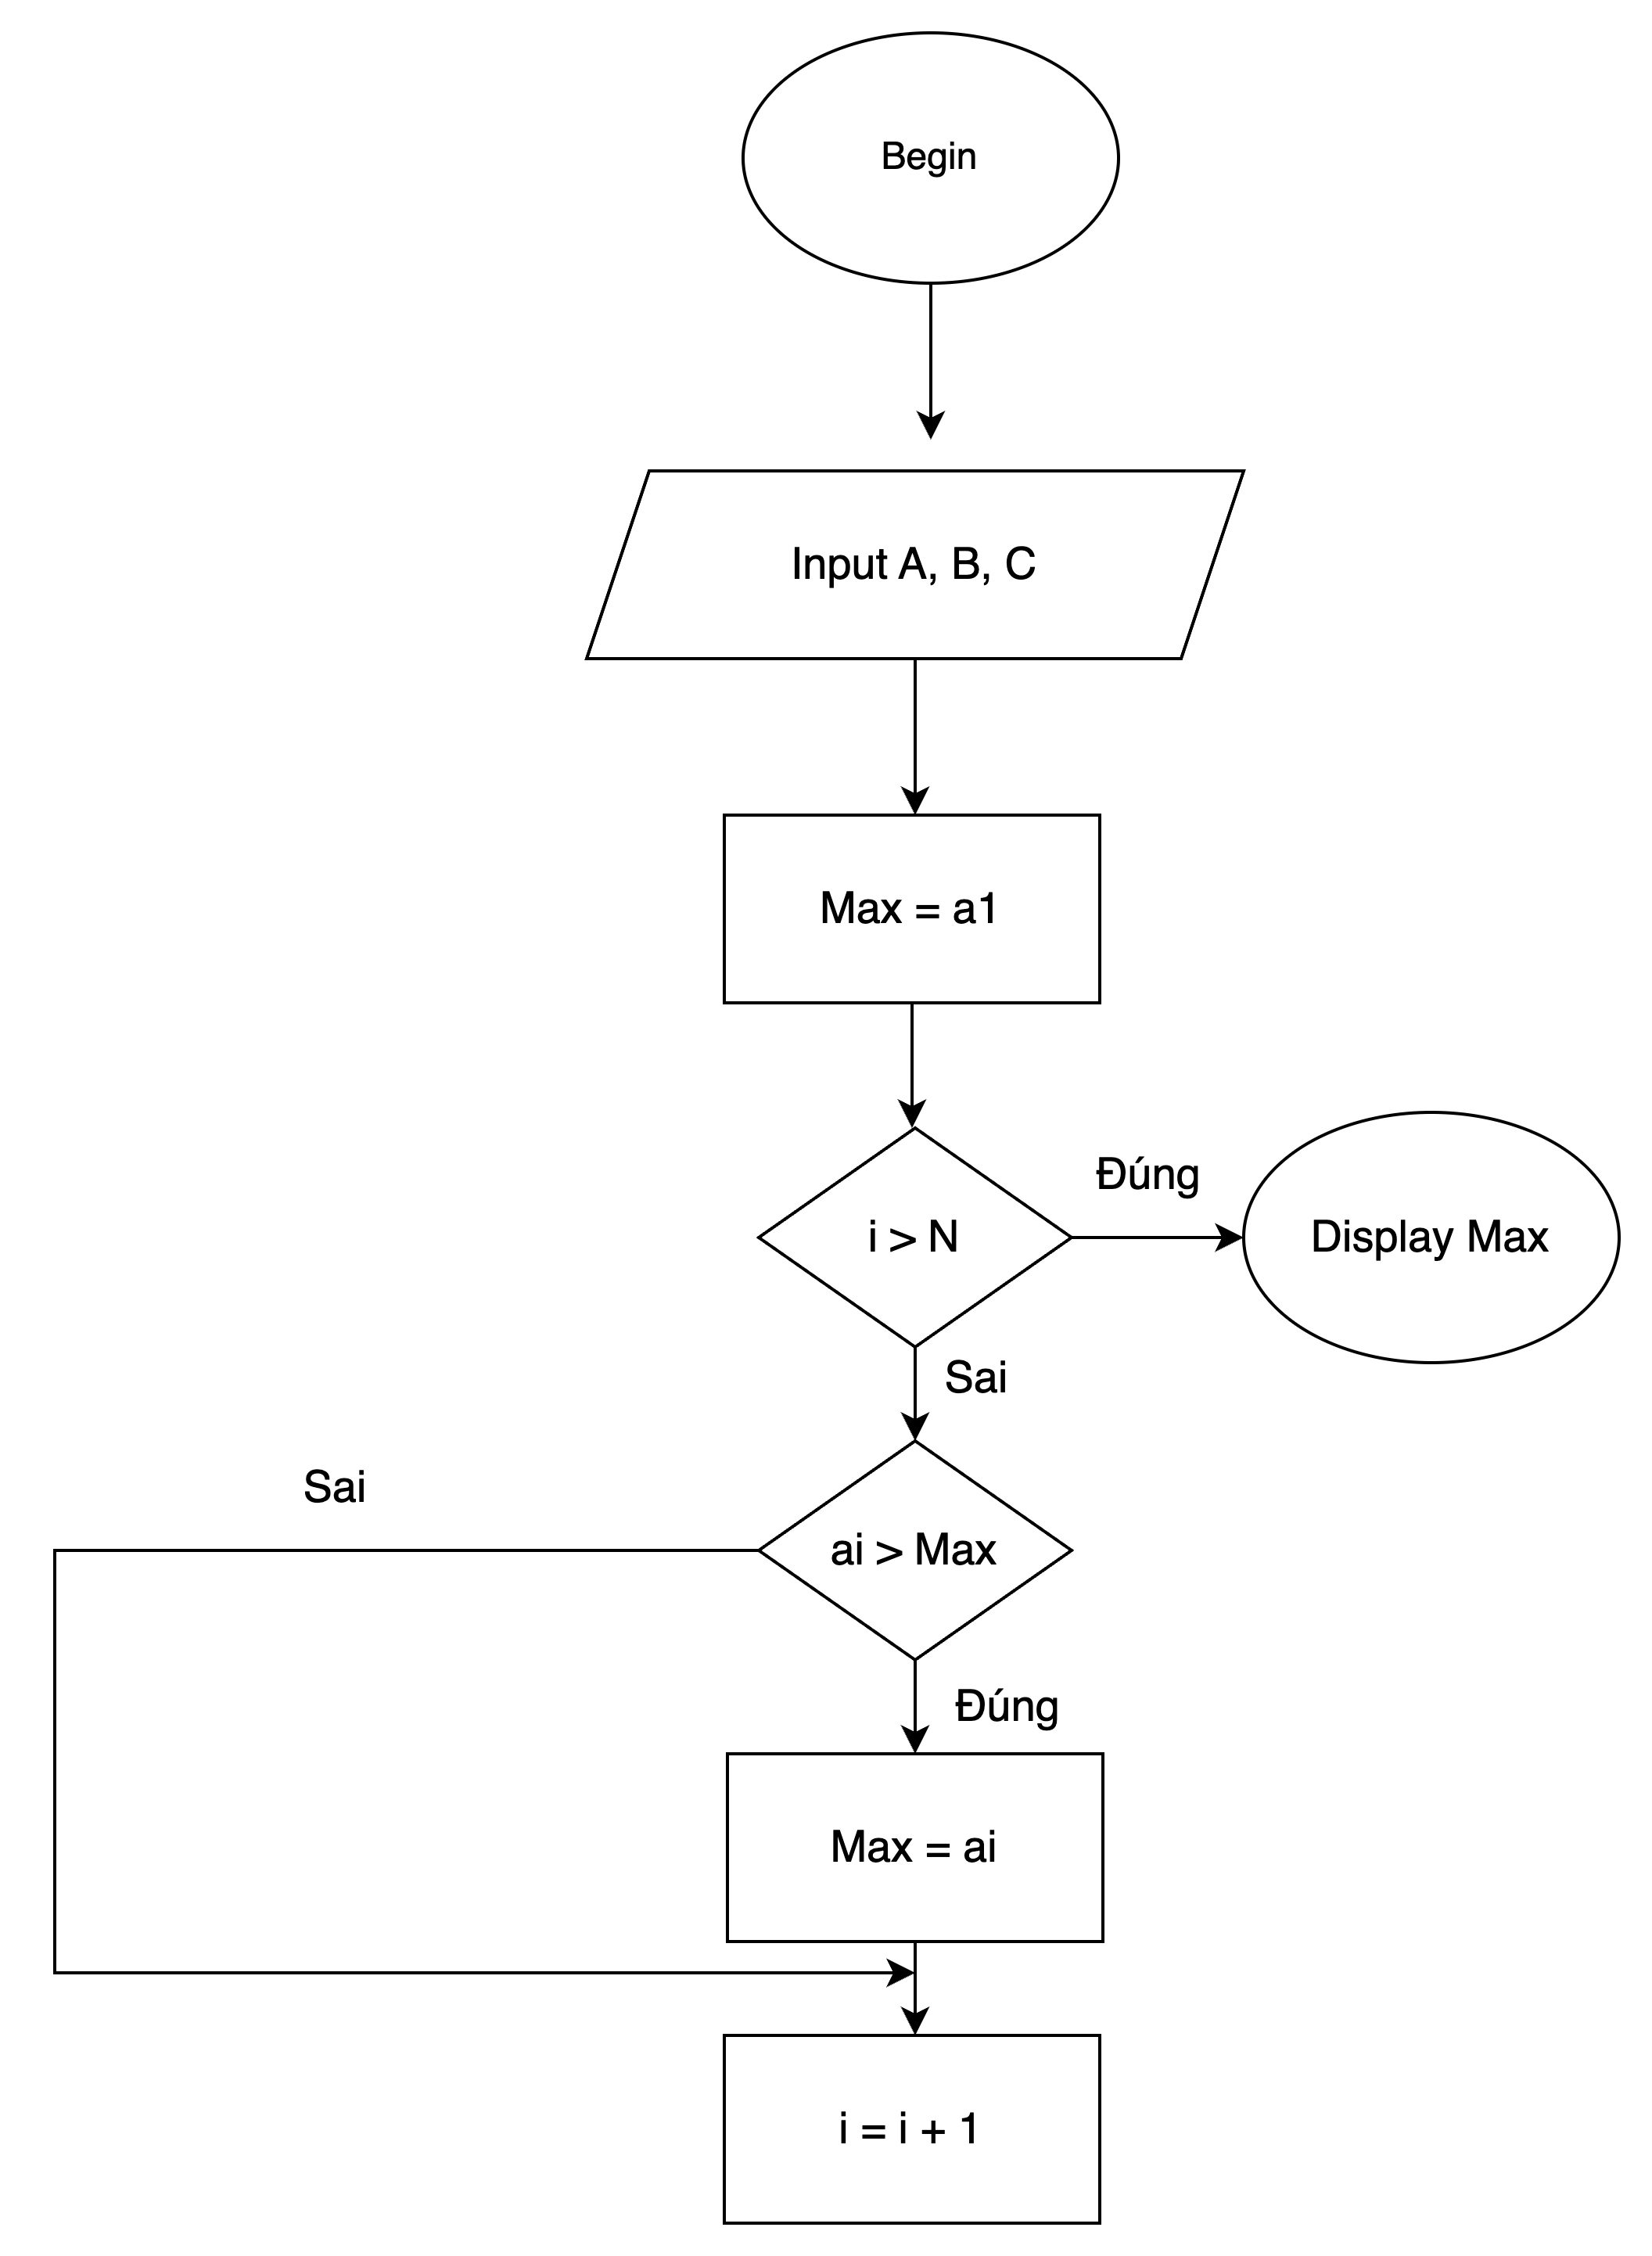 Begin
Input A, B, C
Max = a1
i > N
Đúng
Display Max
Sai
Sai
ai > Max
Đúng
Max = ai
i = i + 1